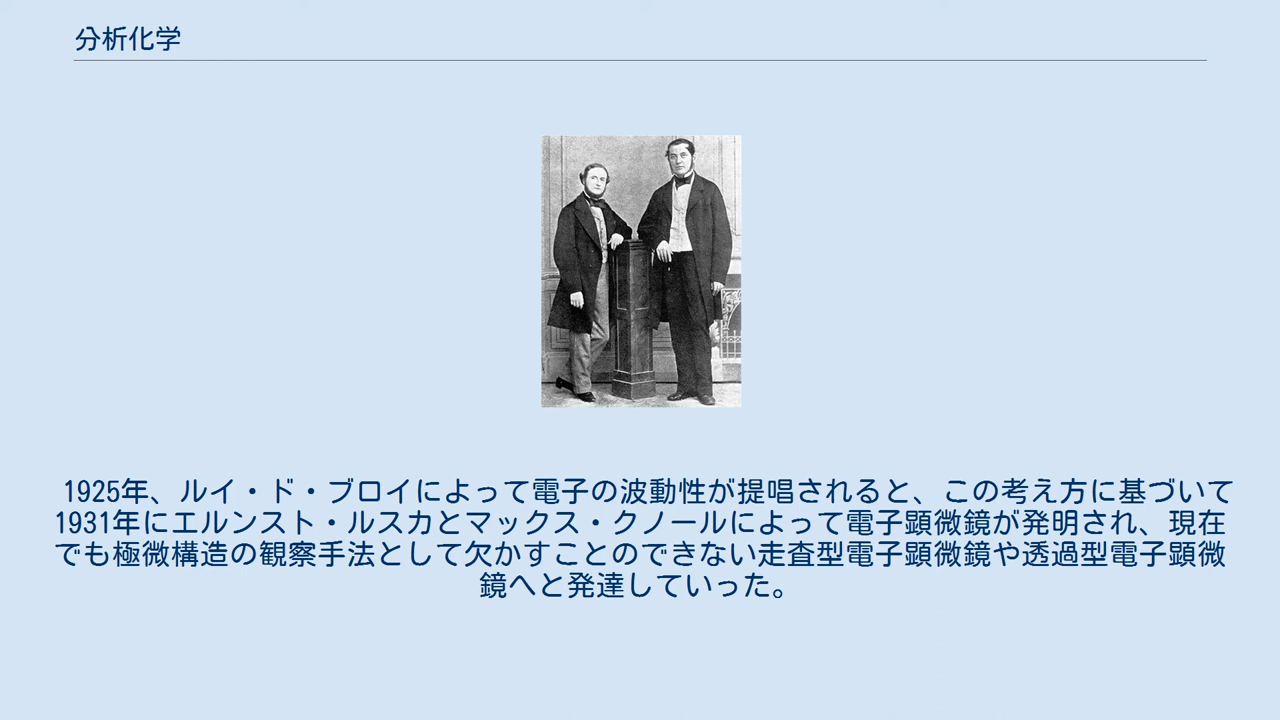 分析化学
1925年、ルイ・ド・ブロイによって電子の波動性が提唱されると、この考え方に基づいて
1931年にエルンスト・ルスカとマックス・クノールによって電子顕微鏡が発明され、現在
でも極微構造の観察手法として欠かすことのできない走査型電子顕微鏡や透過型電子顕微
鏡へと発達していった。